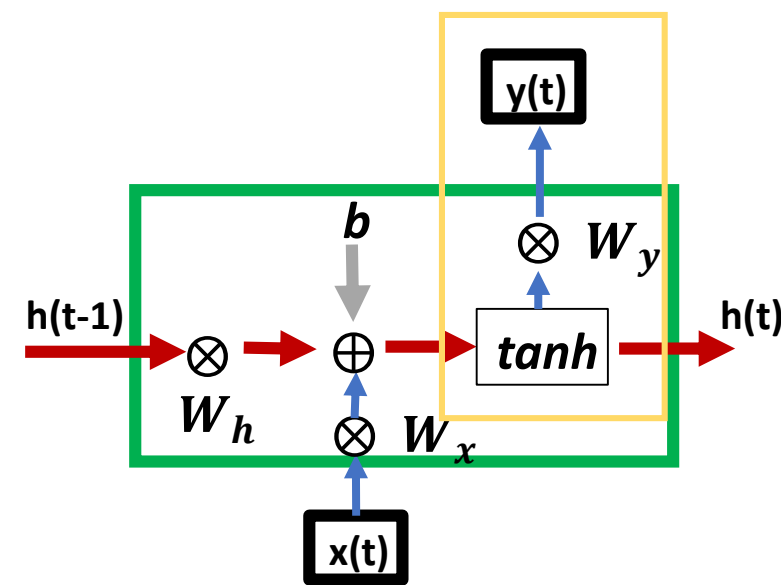 y(t)
b
W_y
h(t-1)
h(t)
tanh
W_h
W_x
x(t)